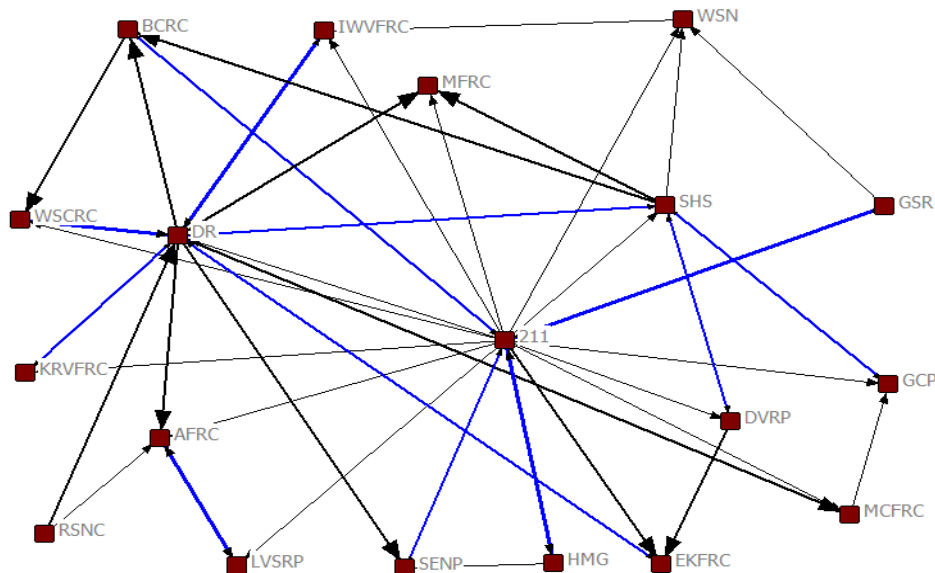 BCRC
IWVFRC
WSN
MFRC
SHS
GSR
WSCRC
DR
211
KRVFRC
GCP
DVRP
AFRC
MCFRC
RSNC
LVSRP
SENP
HMG
EKFRC